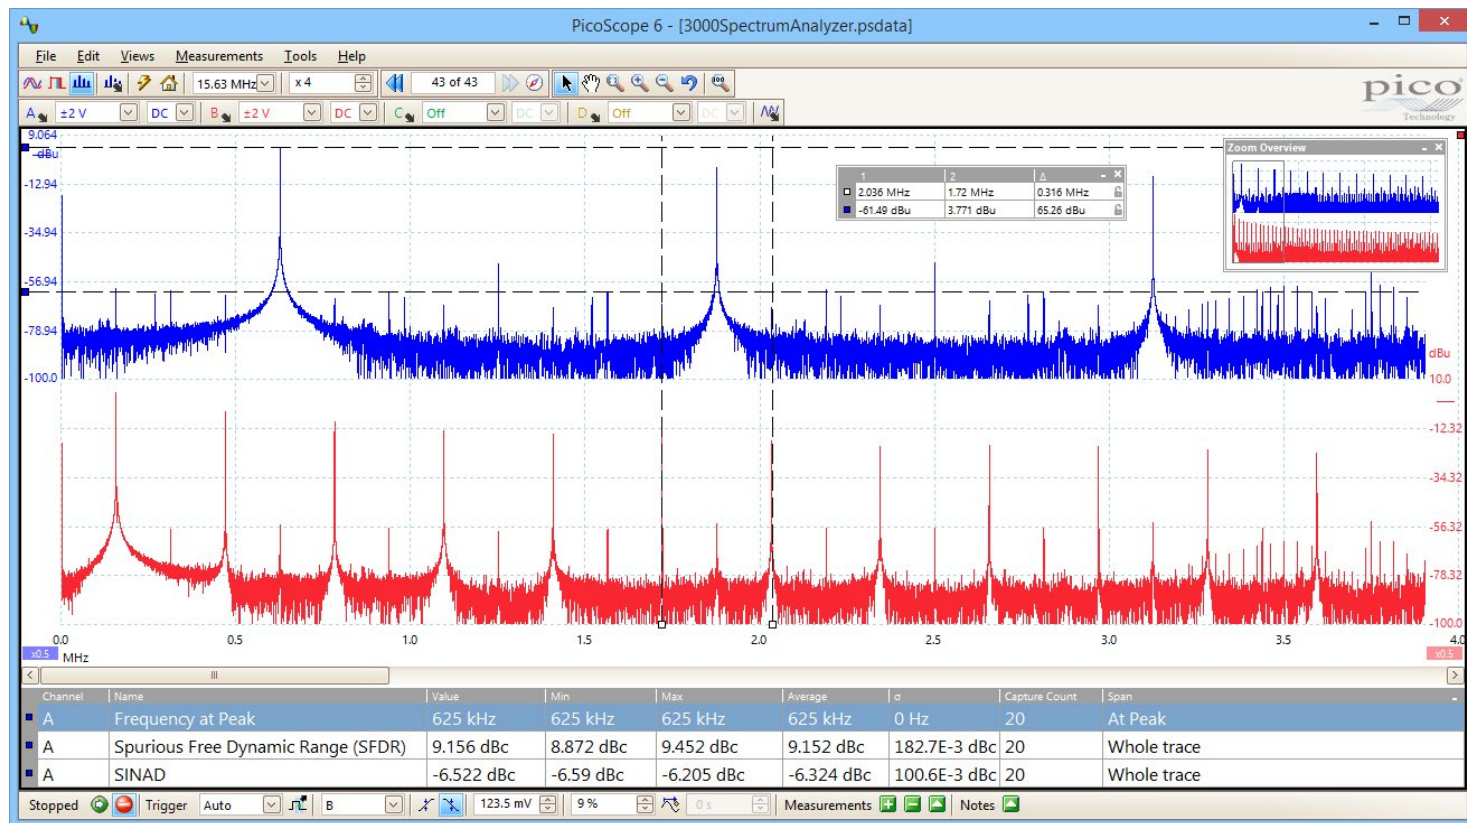 PicoScope 6 - [3000SpectrumAnalyzer.psdata]
File Edit Views Measurements Tools Help
15.63 MHz x 4 43 of 43
pico
Technology
A ±2 V DC B ±2 V DC C Off DC D Off DC
9.064
dBu
-12.94
-34.94
-56.94
-78.94
-100.0
1 2 Δ
2.036 MHz 1.72 MHz 0.316 MHz
-61.49 dBu 3.771 dBu 65.26 dBu
Zoom Overview
dBu
10.0
-12.32
-34.32
-56.32
-78.32
-100.0
0.0 0.5 1.0 1.5 2.0 2.5 3.0 3.5 4.0
x0.5 MHz x0.5
Channel Name Value Min Max Average σ Capture Count Span
A Frequency at Peak 625 kHz 625 kHz 625 kHz 625 kHz 0 Hz 20 At Peak
A Spurious Free Dynamic Range (SFDR) 9.156 dBc 8.872 dBc 9.452 dBc 9.152 dBc 182.7E-3 dBc 20 Whole trace
A SINAD -6.522 dBc -6.59 dBc -6.205 dBc -6.324 dBc 100.6E-3 dBc 20 Whole trace
Stopped Trigger Auto B 123.5 mV 9 % 0 s Measurements Notes